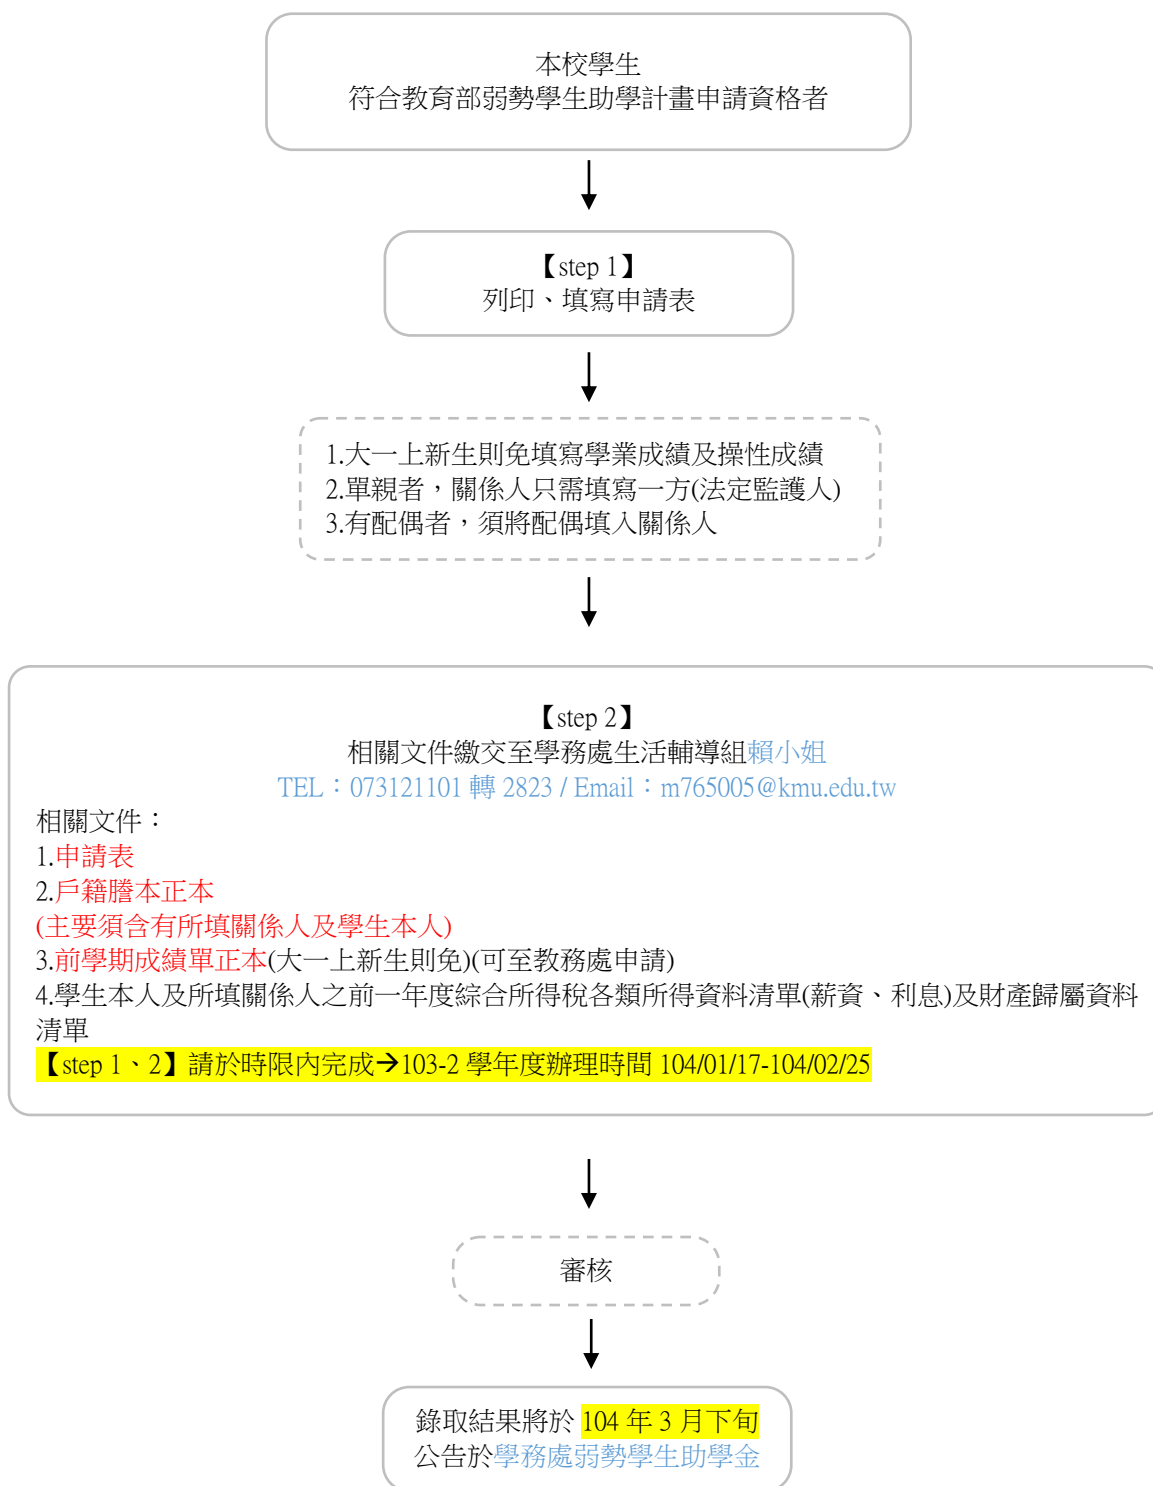 本校學生
符合教育部弱勢學生助學計畫申請資格者
【step 1】
列印、填寫申請表
1.大一上新生則免填寫學業成績及操性成績
2.單親者，關係人只需填寫一方(法定監護人)
3.有配偶者，須將配偶填入關係人
【step 2】
相關文件繳交至學務處生活輔導組賴小姐
TEL：073121101 轉 2823 / Email：m765005@kmu.edu.tw
相關文件：
1.申請表
2.戶籍謄本正本
(主要須含有所填關係人及學生本人)
3.前學期成績單正本(大一上新生則免)(可至教務處申請)
4.學生本人及所填關係人之前一年度綜合所得稅各類所得資料清單(薪資、利息)及財產歸屬資料
清單
【step 1、2】請於時限內完成→103-2 學年度辦理時間 104/01/17-104/02/25
審核
錄取結果將於 104 年 3 月下旬
公告於學務處弱勢學生助學金